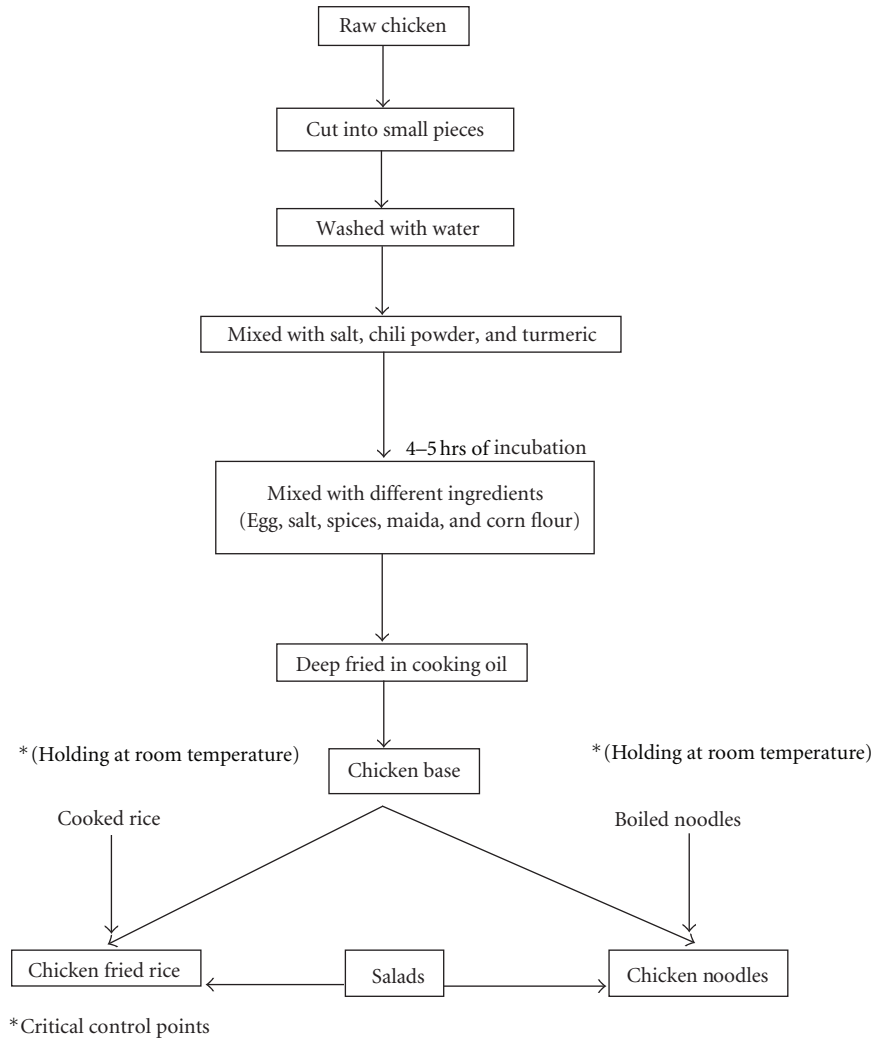 Raw chicken
Cut into small pieces
Washed with water
Mixed with salt, chili powder, and turmeric
4–5 hrs of incubation
Mixed with different ingredients
(Egg, salt, spices, maida, and corn flour)
Deep fried in cooking oil
*(Holding at room temperature)
*(Holding at room temperature)
Chicken base
Cooked rice
Boiled noodles
Chicken fried rice
Salads
Chicken noodles
*Critical control points